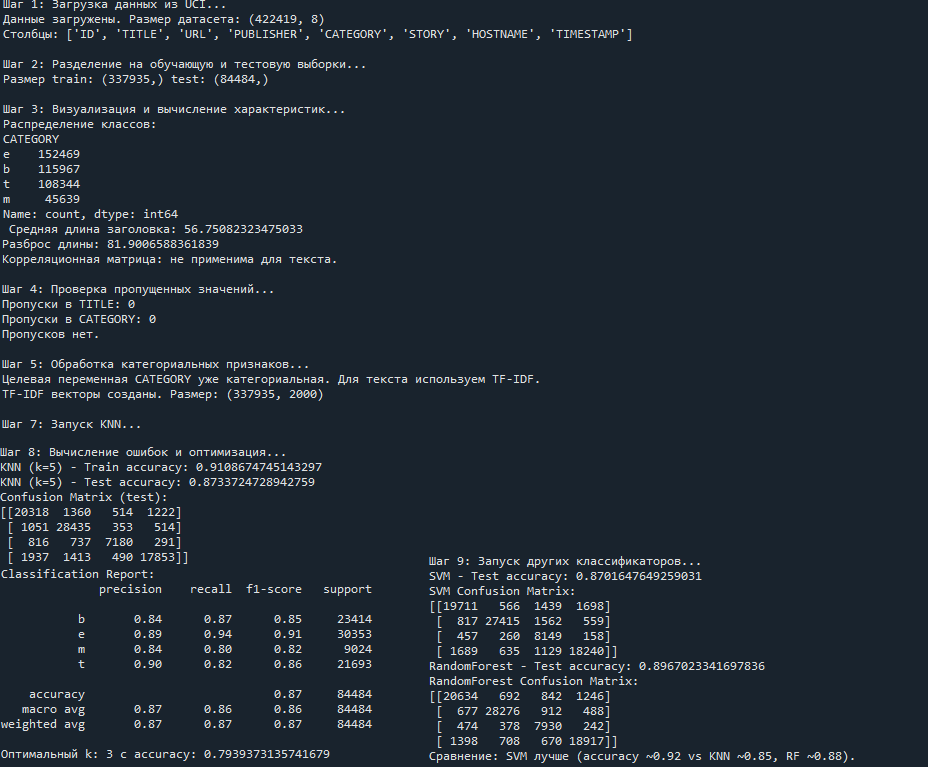 Шаг 1: Загрузка данных из UCI...
Данные загружены. Размер датасета: (422419, 8)
Столбцы: ['ID', 'TITLE', 'URL', 'PUBLISHER', 'CATEGORY', 'STORY', 'HOSTNAME', 'TIMESTAMP']
Шаг 2: Разделение на обучающую и тестовую выборки...
Размер train: (337935,) test: (84484,)
Шаг 3: Визуализация и вычисление характеристик...
Распределение классов:
CATEGORY
e    152469
b    115967
t    108344
m     45639
Name: count, dtype: int64
Средняя длина заголовка: 56.75082323475033
Разброс длины: 81.9006588361839
Корреляционная матрица: не применима для текста.
Шаг 4: Проверка пропущенных значений...
Пропуски в TITLE: 0
Пропуски в CATEGORY: 0
Пропусков нет.
Шаг 5: Обработка категориальных признаков...
Целевая переменная CATEGORY уже категориальная. Для текста используем TF-IDF.
TF-IDF векторы созданы. Размер: (337935, 2000)
Шаг 7: Запуск KNN...
Шаг 8: Вычисление ошибок и оптимизация...
KNN (k=5) - Train accuracy: 0.9108674745143297
KNN (k=5) - Test accuracy: 0.8733724728942759
Confusion Matrix (test):
[[20318  1360   514  1222]
[ 1051 28435   353   514]
[  816   737  7180   291]
[ 1937  1413   490 17853]]
Classification Report:
precision    recall  f1-score   support
b       0.84      0.87      0.85     23414
e       0.89      0.94      0.91     30353
m       0.84      0.80      0.82      9024
t       0.90      0.82      0.86     21693
accuracy                           0.87     84484
macro avg       0.87      0.86      0.86     84484
weighted avg       0.87      0.87      0.87     84484
Оптимальный k: 3 с accuracy: 0.7939373135741679
Шаг 9: Запуск других классификаторов...
SVM - Test accuracy: 0.8701647649259031
SVM Confusion Matrix:
[[19711   566  1439  1698]
[  817 27415  1562   559]
[  457   260  8149   158]
[ 1689   635  1129 18240]]
RandomForest - Test accuracy: 0.8967023341697836
RandomForest Confusion Matrix:
[[20634   692   842  1246]
[  677 28276   912   488]
[  474   378  7930   242]
[ 1398   708   670 18917]]
Сравнение: SVM лучше (accuracy ~0.92 vs KNN ~0.85, RF ~0.88).